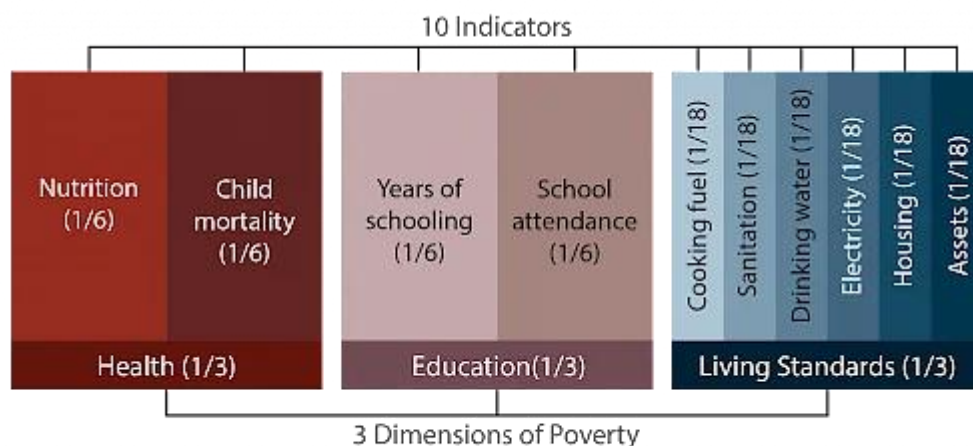 10 Indicators
Nutrition
(1/6)
Child
mortality
(1/6)
Years of
schooling
(1/6)
School
attendance
(1/6)
Cooking fuel (1/18)
Sanitation (1/18)
Drinking water (1/18)
Electricity (1/18)
Housing (1/18)
Assets (1/18)
Health (1/3)
Education(1/3)
Living Standards (1/3)
3 Dimensions of Poverty